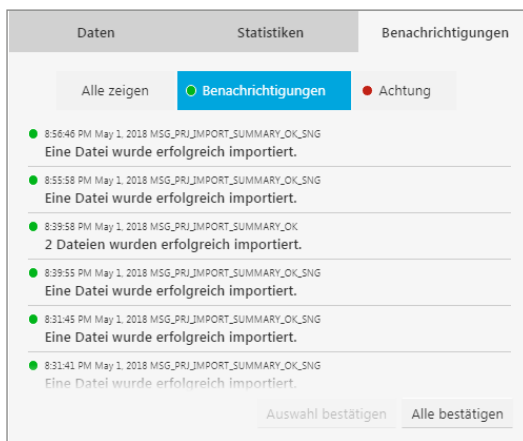 Daten Statistiken Benachrichtigungen
Alle zeigen Benachrichtigungen Achtung
8:56:46 PM May 1, 2018 MSG_PRJ_IMPORT_SUMMARY_OK_SNG
Eine Datei wurde erfolgreich importiert.
8:55:58 PM May 1, 2018 MSG_PRJ_IMPORT_SUMMARY_OK_SNG
Eine Datei wurde erfolgreich importiert.
8:39:58 PM May 1, 2018 MSG_PRJ_IMPORT_SUMMARY_OK
2 Dateien wurden erfolgreich importiert.
8:39:55 PM May 1, 2018 MSG_PRJ_IMPORT_SUMMARY_OK_SNG
Eine Datei wurde erfolgreich importiert.
8:31:45 PM May 1, 2018 MSG_PRJ_IMPORT_SUMMARY_OK_SNG
Eine Datei wurde erfolgreich importiert.
8:31:41 PM May 1, 2018 MSG_PRJ_IMPORT_SUMMARY_OK_SNG
Eine Datei wurde erfolgreich importiert.
Auswahl bestätigen Alle bestätigen